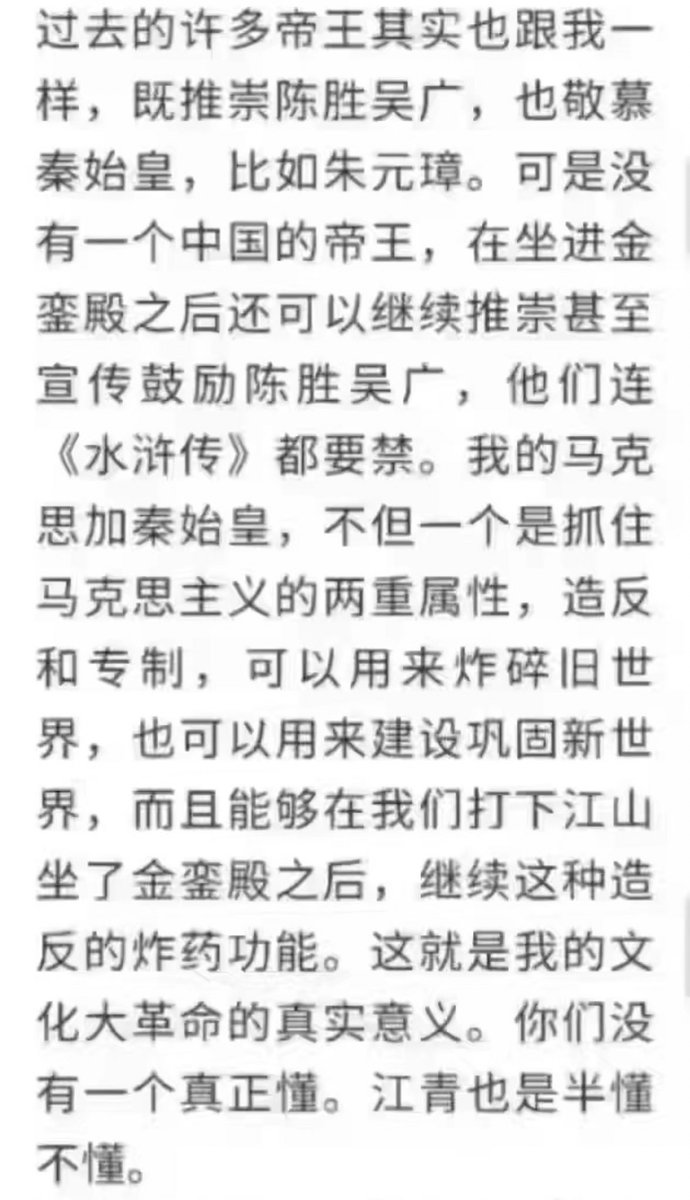 过去的许多帝王其实也跟我一
样，既推崇陈胜吴广，也敬慕
秦始皇，比如朱元璋。可是没
有一个中国的帝王，在坐进金
銮殿之后还可以继续推崇甚至
宣传鼓励陈胜吴广，他们连
《水浒传》都要禁。我的马克
思加秦始皇，不但一个是抓住
马克思主义的两重属性，造反
和专制，可以用来炸碎旧世
界，也可以用来建设巩固新世
界，而且能够在我们打下江山
坐了金銮殿之后，继续这种造
反的炸药功能。这就是我的文
化大革命的真实意义。你们没
有一个真正懂。江青也是半懂
不懂。